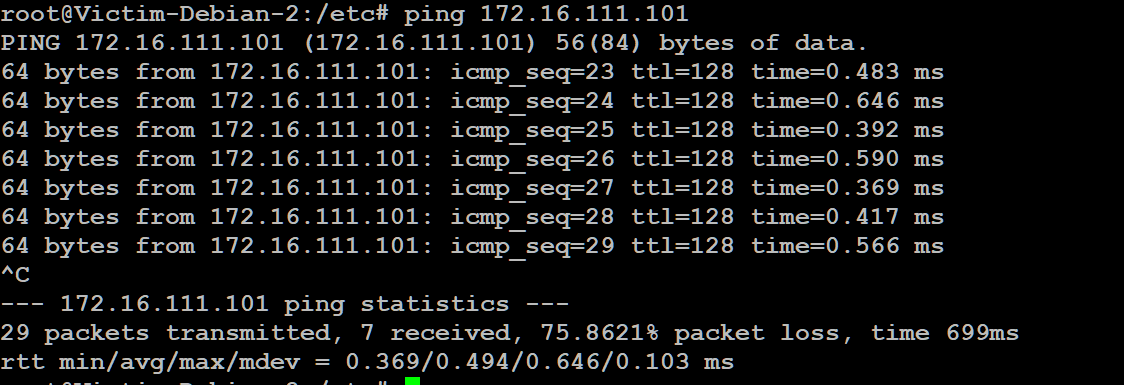 root@Victim-Debian-2:/etc# ping 172.16.111.101
PING 172.16.111.101 (172.16.111.101) 56(84) bytes of data.
64 bytes from 172.16.111.101: icmp_seq=23 ttl=128 time=0.483 ms
64 bytes from 172.16.111.101: icmp_seq=24 ttl=128 time=0.646 ms
64 bytes from 172.16.111.101: icmp_seq=25 ttl=128 time=0.392 ms
64 bytes from 172.16.111.101: icmp_seq=26 ttl=128 time=0.590 ms
64 bytes from 172.16.111.101: icmp_seq=27 ttl=128 time=0.369 ms
64 bytes from 172.16.111.101: icmp_seq=28 ttl=128 time=0.417 ms
64 bytes from 172.16.111.101: icmp_seq=29 ttl=128 time=0.566 ms
^C
--- 172.16.111.101 ping statistics ---
29 packets transmitted, 7 received, 75.8621% packet loss, time 699ms
rtt min/avg/max/mdev = 0.369/0.494/0.646/0.103 ms
root@Victim-Debian-2:/etc#